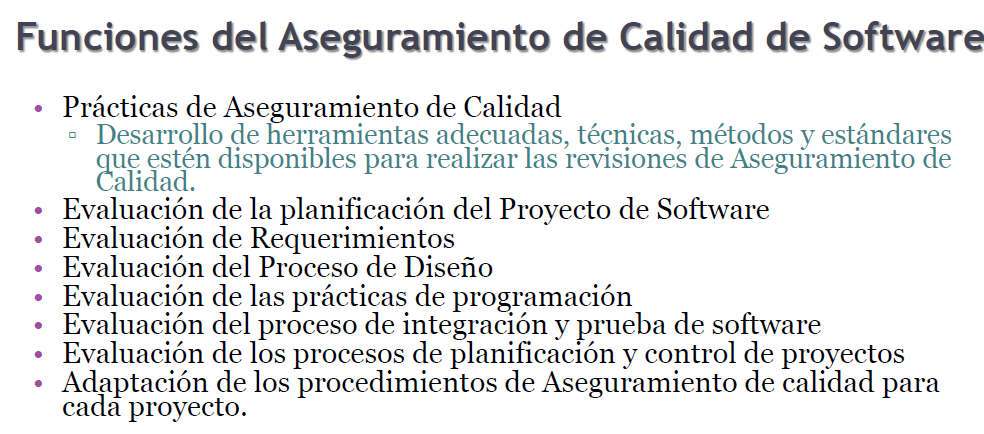 Funciones del Aseguramiento de Calidad de Software
• Prácticas de Aseguramiento de Calidad
▫ Desarrollo de herramientas adecuadas, técnicas, métodos y estándares
que estén disponibles para realizar las revisiones de Aseguramiento de
Calidad.
• Evaluación de la planificación del Proyecto de Software
• Evaluación de Requerimientos
• Evaluación del Proceso de Diseño
• Evaluación de las prácticas de programación
• Evaluación del proceso de integración y prueba de software
• Evaluación de los procesos de planificación y control de proyectos
• Adaptación de los procedimientos de Aseguramiento de calidad para
cada proyecto.